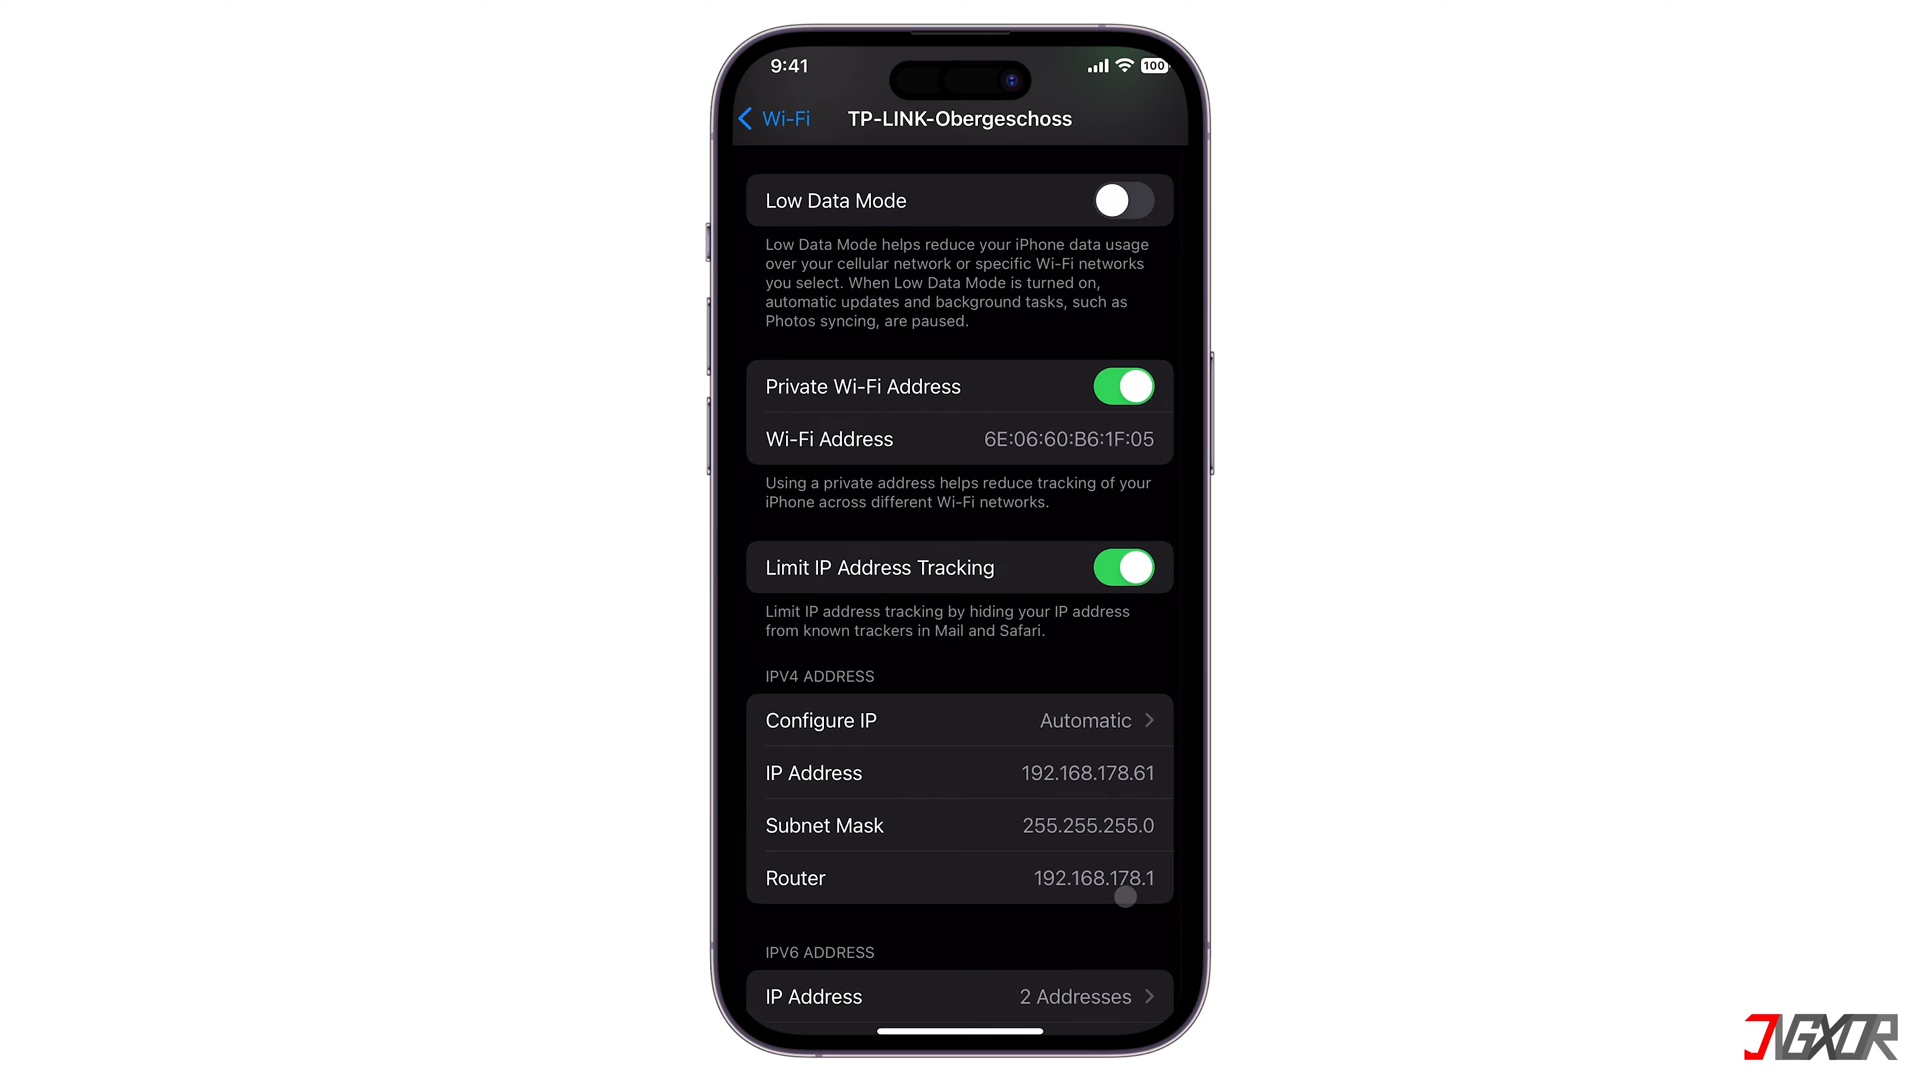 9:41
100
Wi-Fi
TP-LINK-Obergeschoss
Low Data Mode
Low Data Mode helps reduce your iPhone data usage
over your cellular network or specific Wi-Fi networks
you select. When Low Data Mode is turned on,
automatic updates and background tasks, such as
Photos syncing, are paused.
Private Wi-Fi Address
Wi-Fi Address 6E:06:60:B6:1F:05
Using a private address helps reduce tracking of your
iPhone across different Wi-Fi networks.
Limit IP Address Tracking
Limit IP address tracking by hiding your IP address
from known trackers in Mail and Safari.
IPV4 ADDRESS
Configure IP Automatic
IP Address 192.168.178.61
Subnet Mask 255.255.255.0
Router 192.168.178.1
IPV6 ADDRESS
IP Address 2 Addresses
JVGXOR